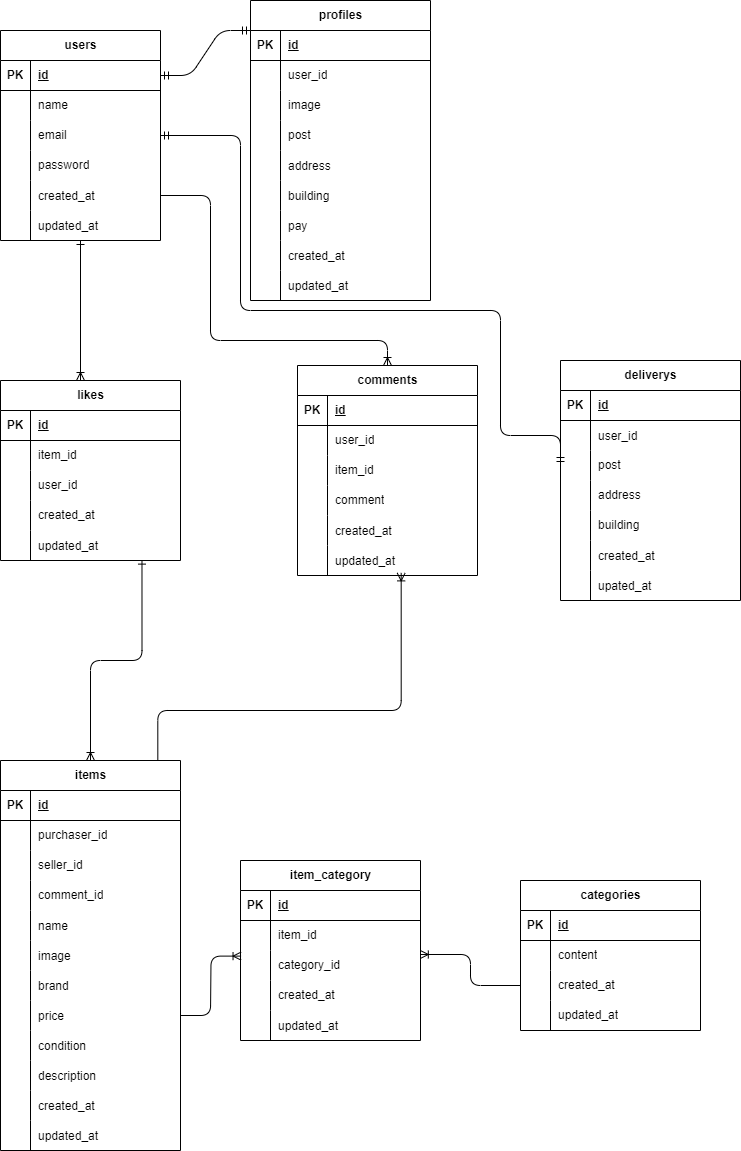 profiles
PK id
user_id
image
post
address
building
pay
created_at
updated_at
users
PK id
name
email
password
created_at
updated_at
likes
PK id
item_id
user_id
created_at
updated_at
comments
PK id
user_id
item_id
comment
created_at
updated_at
deliverys
PK id
user_id
post
address
building
created_at
upated_at
items
PK id
purchaser_id
seller_id
comment_id
name
image
brand
price
condition
description
created_at
updated_at
item_category
PK id
item_id
category_id
created_at
updated_at
categories
PK id
content
created_at
updated_at